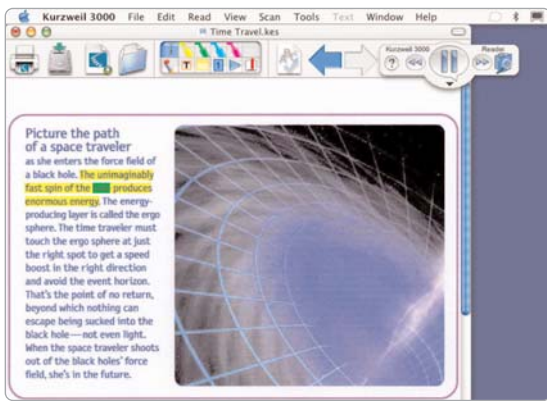 Kurzweil 3000 File Edit Read View Scan Tools Text Window Help
Time Travel.kes
Kurzweil 3000 Reader
Picture the path
of a space traveler
as she enters the force field of
a black hole. The unimaginably
fast spin of the produces
enormous energy. The energy-
producing layer is called the ergo
sphere. The time traveler must
touch the ergo sphere at just
the right spot to get a speed
boost in the right direction
and avoid the event horizon.
That's the point of no return,
beyond which nothing can
escape being sucked into the
black hole—not even light.
When the space traveler shoots
out of the black holes' force
field, she's in the future.